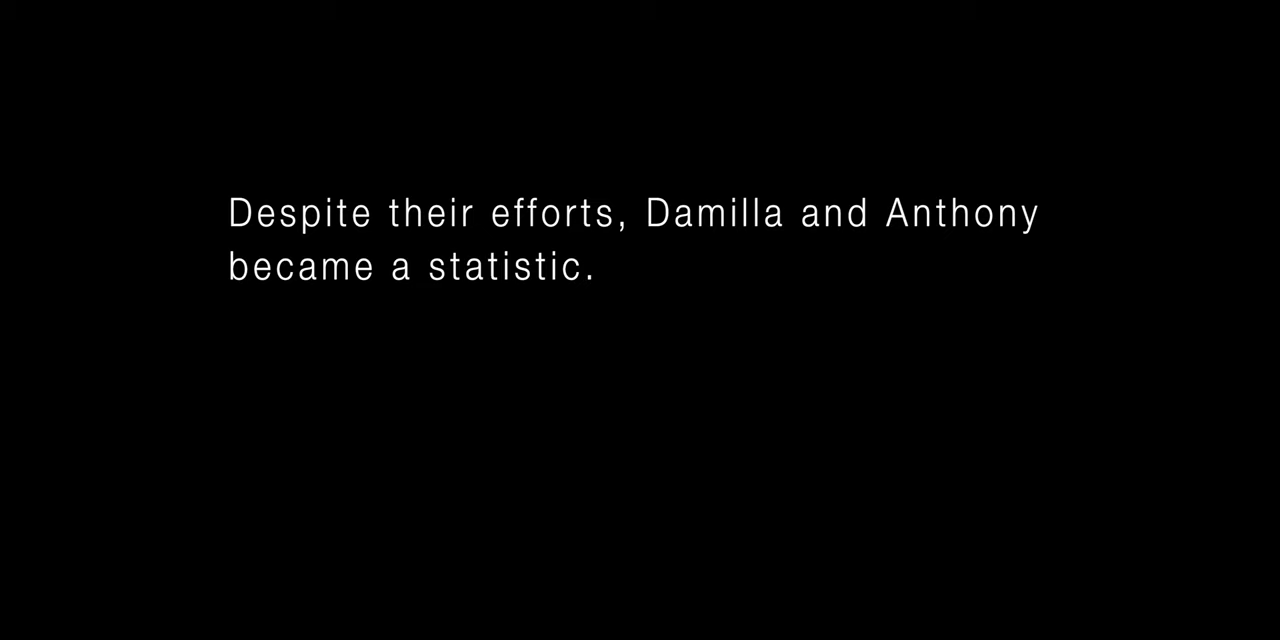 Despite their efforts, Damilla and Anthony
became a statistic.